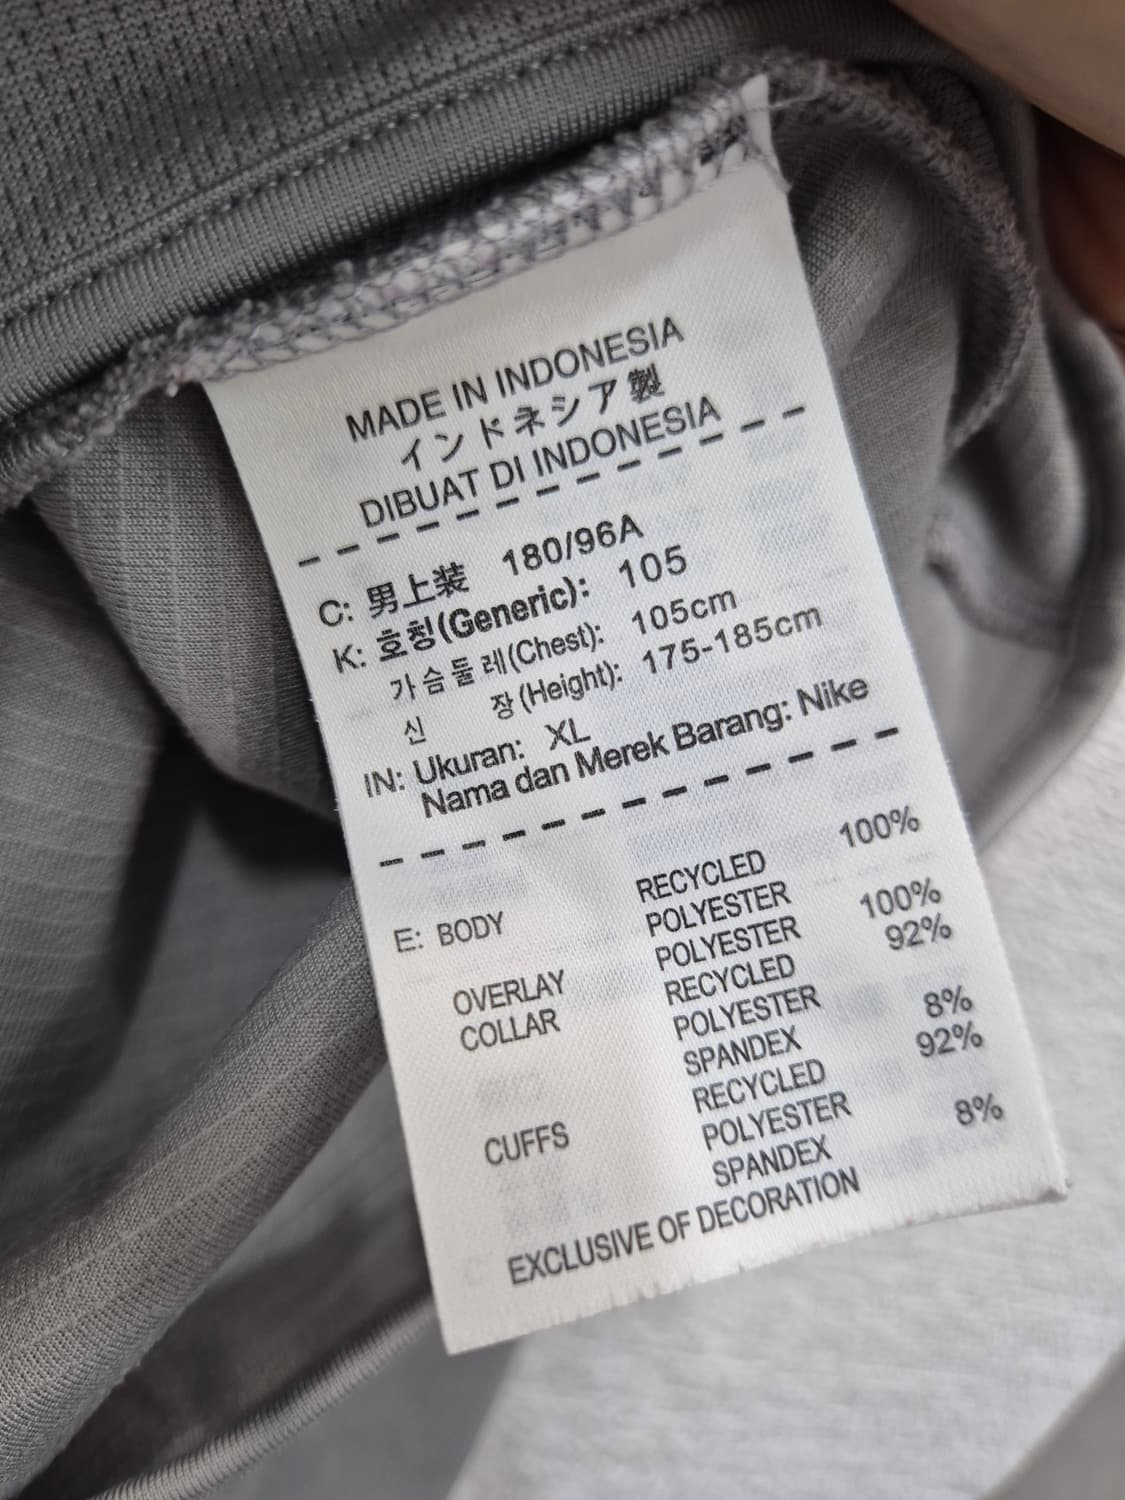 MADE IN INDONESIA
インドネシア製
DIBUAT DI INDONESIA
C: 男上装 180/96A
K: 호칭(Generic): 105
가슴둘레(Chest): 105cm
신 장(Height): 175-185cm
IN: Ukuran: XL
Nama dan Merek Barang: Nike
E: BODY RECYCLED 100%
POLYESTER
OVERLAY POLYESTER 100%
COLLAR RECYCLED 92%
POLYESTER
SPANDEX 8%
CUFFS RECYCLED 92%
POLYESTER
SPANDEX 8%
EXCLUSIVE OF DECORATION